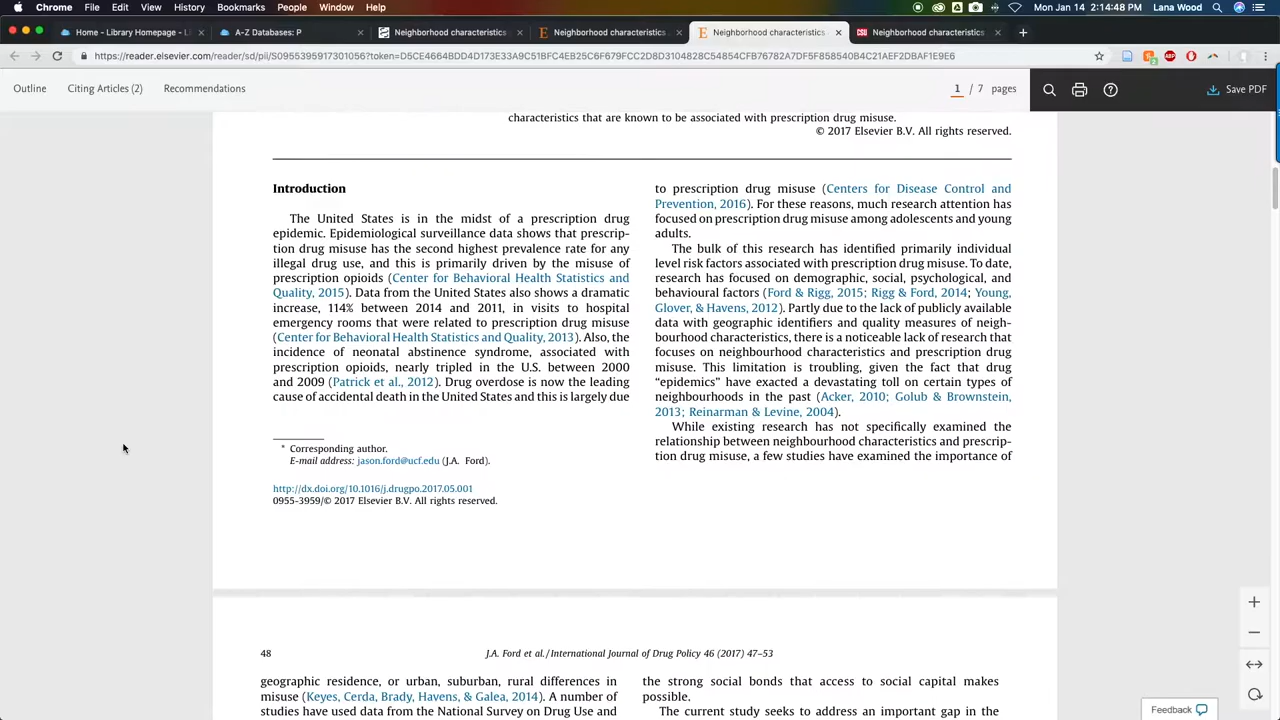 Chrome File Edit View History Bookmarks People Window Help
Mon Jan 14 2:14:48 PM Lana Wood
Home - Library Homepage - Li
A-Z Databases: P
Neighborhood characteristics
Neighborhood characteristics
Neighborhood characteristics
Neighborhood characteristics
https://reader.elsevier.com/reader/sd/pii/S0955395917301056?token=D5CE4664BDD4D173E33A9C51BFC4EB25C6F679FCC2D8D3104828C54854CFB76782A7DF5F858540B4C21AEF2DBAF1E9E6
Outline Citing Articles (2) Recommendations
1 / 7 pages
Save PDF
characteristics that are known to be associated with prescription drug misuse.
© 2017 Elsevier B.V. All rights reserved.
Introduction
The United States is in the midst of a prescription drug
epidemic. Epidemiological surveillance data shows that prescrip-
tion drug misuse has the second highest prevalence rate for any
illegal drug use, and this is primarily driven by the misuse of
prescription opioids (Center for Behavioral Health Statistics and
Quality, 2015). Data from the United States also shows a dramatic
increase, 114% between 2014 and 2011, in visits to hospital
emergency rooms that were related to prescription drug misuse
(Center for Behavioral Health Statistics and Quality, 2013). Also, the
incidence of neonatal abstinence syndrome, associated with
prescription opioids, nearly tripled in the U.S. between 2000
and 2009 (Patrick et al., 2012). Drug overdose is now the leading
cause of accidental death in the United States and this is largely due
* Corresponding author.
E-mail address: jason.ford@ucf.edu (J.A. Ford).
http://dx.doi.org/10.1016/j.drugpo.2017.05.001
0955-3959/© 2017 Elsevier B.V. All rights reserved.
to prescription drug misuse (Centers for Disease Control and
Prevention, 2016). For these reasons, much research attention has
focused on prescription drug misuse among adolescents and young
adults.
The bulk of this research has identified primarily individual
level risk factors associated with prescription drug misuse. To date,
research has focused on demographic, social, psychological, and
behavioural factors (Ford & Rigg, 2015; Rigg & Ford, 2014; Young,
Glover, & Havens, 2012). Partly due to the lack of publicly available
data with geographic identifiers and quality measures of neigh-
bourhood characteristics, there is a noticeable lack of research that
focuses on neighbourhood characteristics and prescription drug
misuse. This limitation is troubling, given the fact that drug
“epidemics” have exacted a devastating toll on certain types of
neighbourhoods in the past (Acker, 2010; Golub & Brownstein,
2013; Reinarman & Levine, 2004).
While existing research has not specifically examined the
relationship between neighbourhood characteristics and prescrip-
tion drug misuse, a few studies have examined the importance of
48
J.A. Ford et al. / International Journal of Drug Policy 46 (2017) 47–53
geographic residence, or urban, suburban, rural differences in
misuse (Keyes, Cerda, Brady, Havens, & Galea, 2014). A number of
studies have used data from the National Survey on Drug Use and
the strong social bonds that access to social capital makes
possible.
The current study seeks to address an important gap in the
Feedback